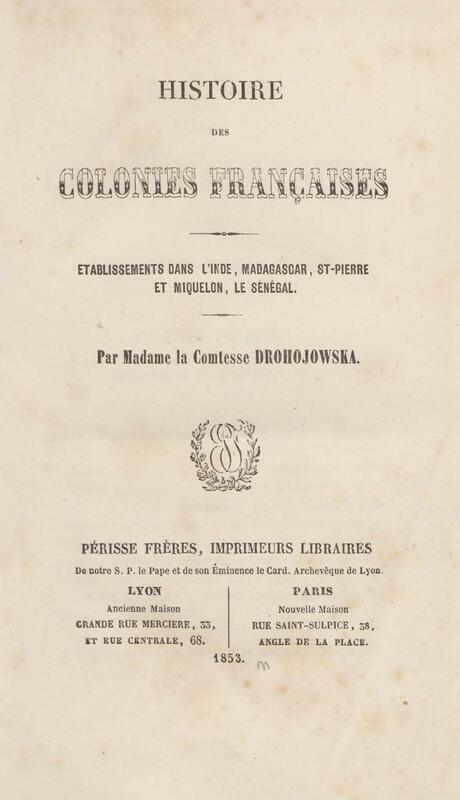 HISTOIRE
DES
COLONIES FRANÇAISES
ETABLISSEMENTS DANS L'INDE, MADAGASCAR, ST-PIERRE
ET MIQUELON, LE SENÉGAL.
Par Madame la Comtesse DROHOJOWSKA.
PÉRISSE FRÈRES, IMPRIMEURS LIBRAIRES
De notre S. P. le Pape et de son Éminence le Card. Archevêque de Lyon.
LYON
Ancienne Maison
GRANDE RUE MERCIERE, 33,
ET RUE CENTRALE, 68.
PARIS
Nouvelle Maison
RUE SAINT-SULPICE, 38,
ANGLE DE LA PLACE.
1853.